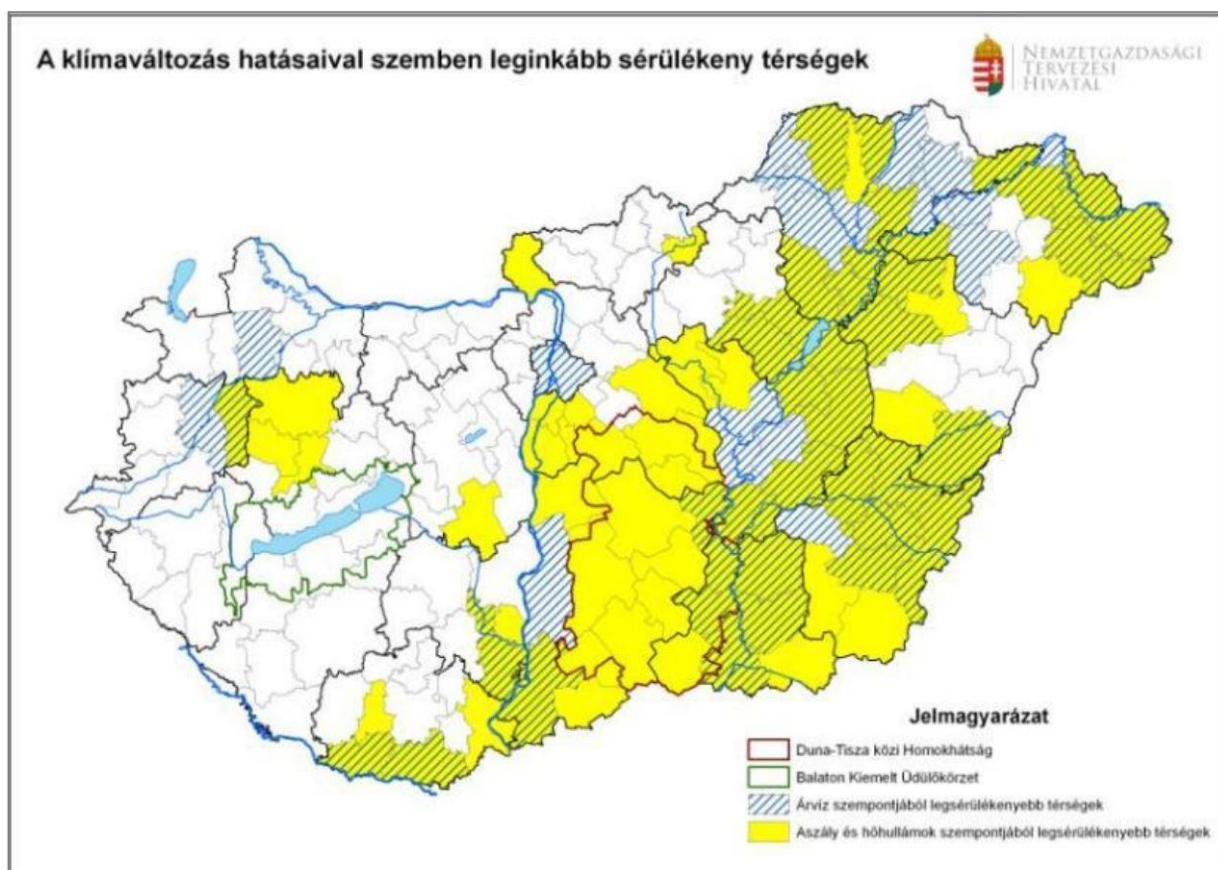 A klímaváltozás hatásaival szemben leginkább sérülékeny térségek
NEMZETGAZDASÁGI
TERVEZÉSI
HIVATAL
Jelmagyarázat
Duna-Tisza közi Homokhátság
Balaton Kiemelt Üdülőkörzet
Árvíz szempontjából legsérülékenyebb térségek
Aszály és hőhullámok szempontjából legsérülékenyebb térségek